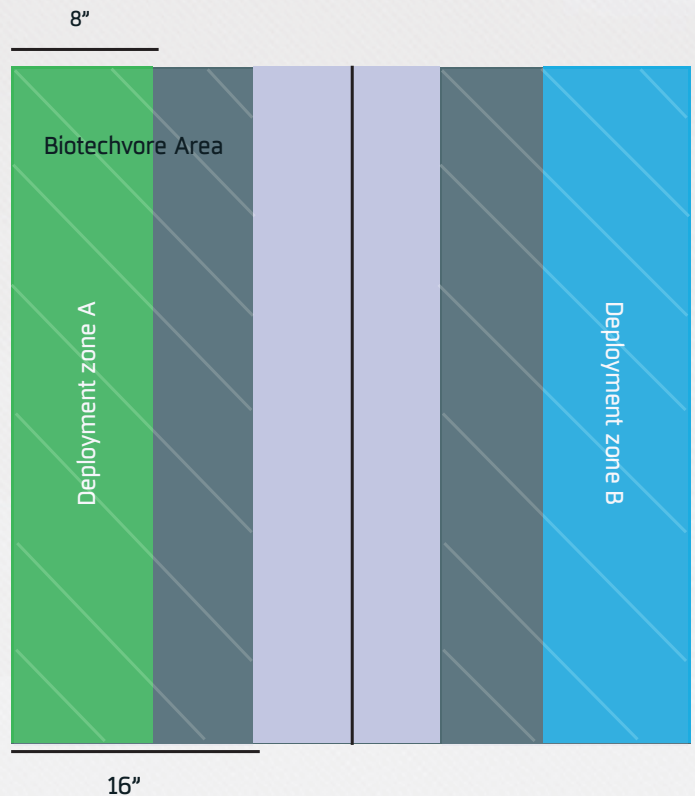 8”
Biotechvore Area
Deployment zone A
Deployment zone B
16”